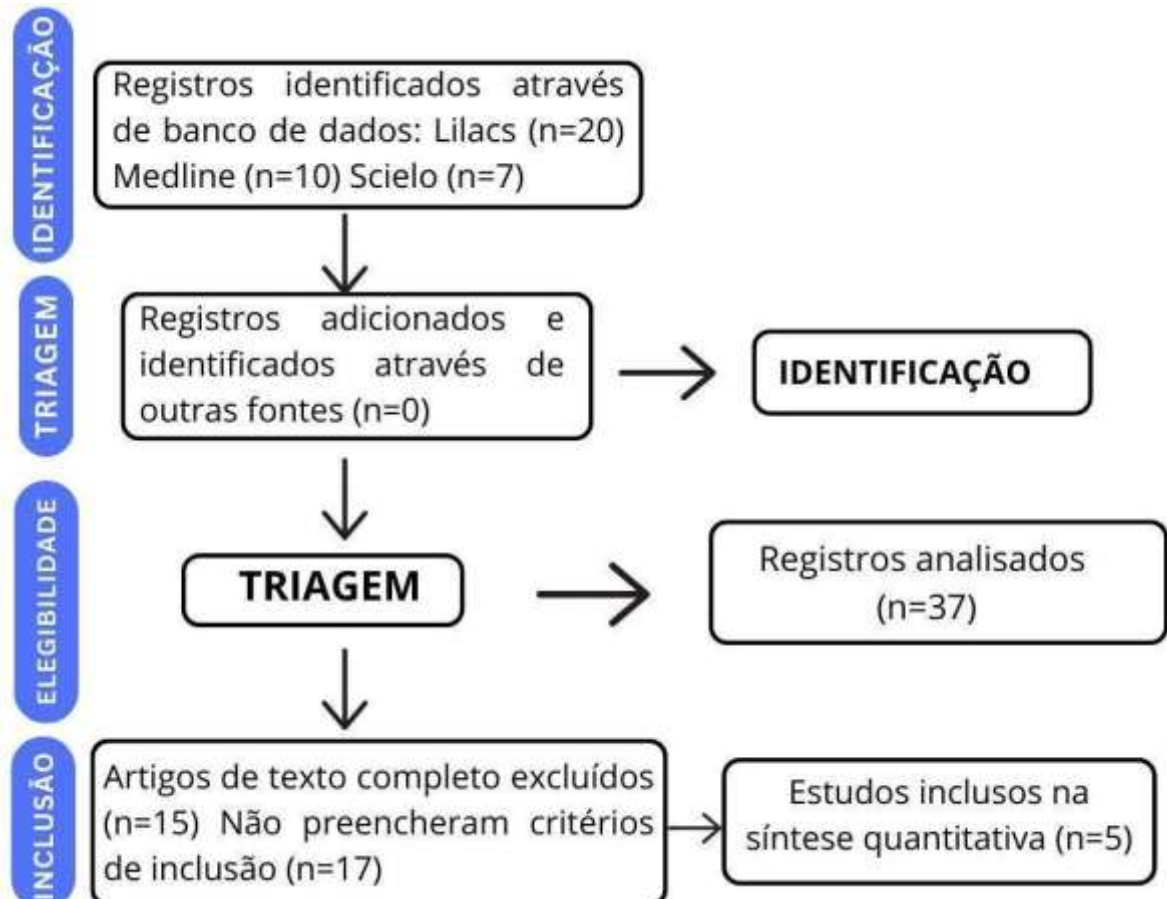 IDENTIFICAÇÃO
Registros identificados através
de banco de dados: Lilacs (n=20)
Medline (n=10) Scielo (n=7)
TRIAGEM
Registros adicionados e
identificados através de
outras fontes (n=0)
IDENTIFICAÇÃO
ELEGIBILIDADE
TRIAGEM
Registros analisados
(n=37)
INCLUSÃO
Artigos de texto completo excluídos
(n=15) Não preencheram critérios
de inclusão (n=17)
Estudos inclusos na
síntese quantitativa (n=5)